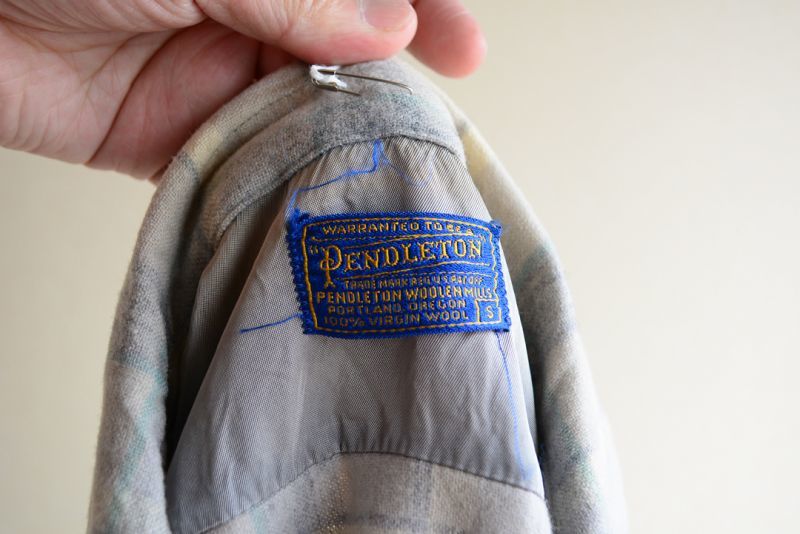 WARRANTED TO BE A
"PENDLETON"
TRADE MARK REG. U.S. PAT. OFF.
PENDLETON WOOLEN MILLS
PORTLAND, OREGON
100% VIRGIN WOOL S